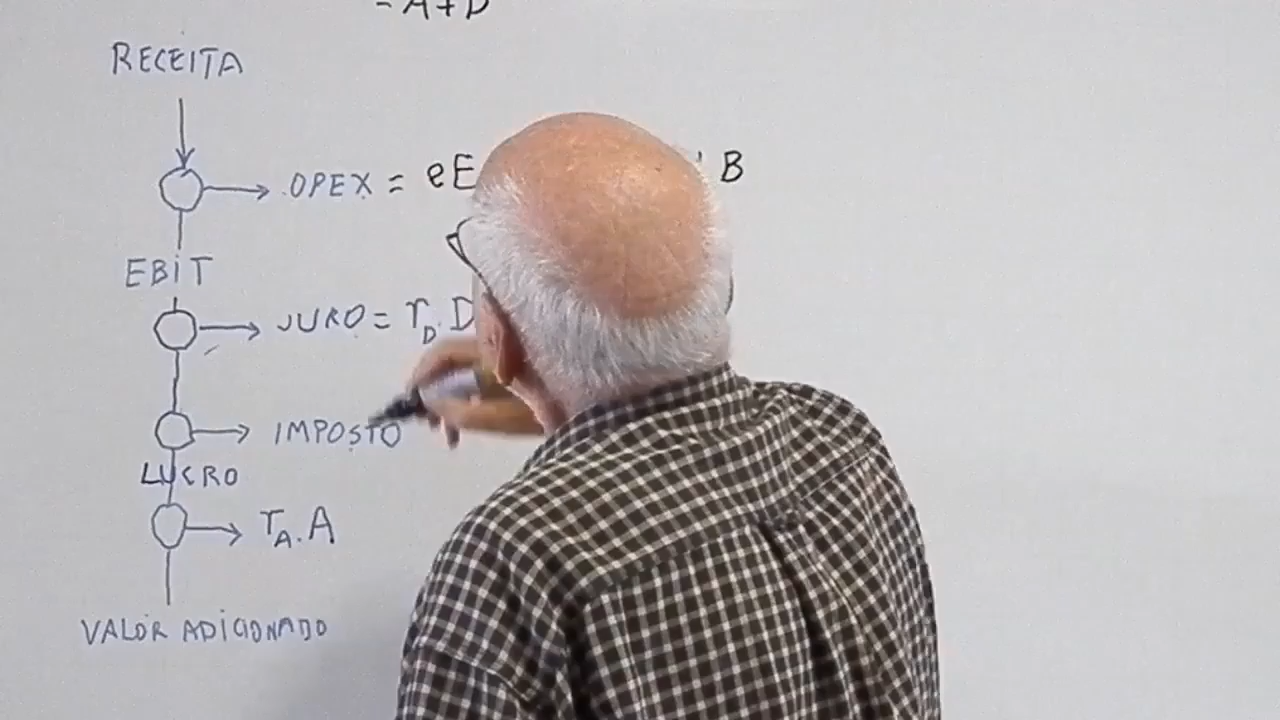 = A + D
RECEITA
OPEX = eE B
EBIT
JURO = r_D. D
IMPOSTO
LUCRO
r_A. A
VALOR ADICIONADO